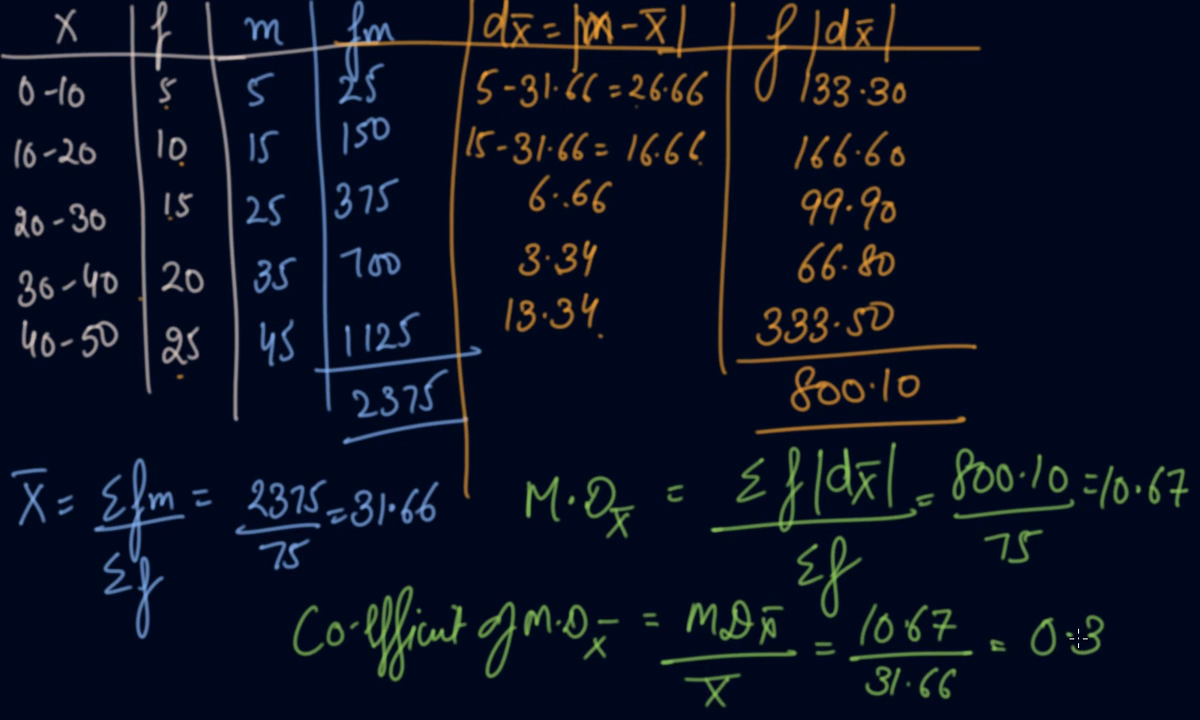 X f m fm dx̄ = |m - x̄| f |dx̄|
0-10 5 5 25 5-31.66 = 26.66 133.30
10-20 10 15 150 15-31.66 = 16.66 166.60
20-30 15 25 375 6.66 99.90
30-40 20 35 700 3.34 66.80
40-50 25 45 1125 13.34 333.50
2375 800.10
X̄ = Σfm / Σf = 2375 / 75 = 31.66
M.D x̄ = Σ f|dx̄| / Σf = 800.10 / 75 = 10.67
Co-efficient of M.D x̄ = MD x̄ / X̄ = 10.67 / 31.66 = 0.3